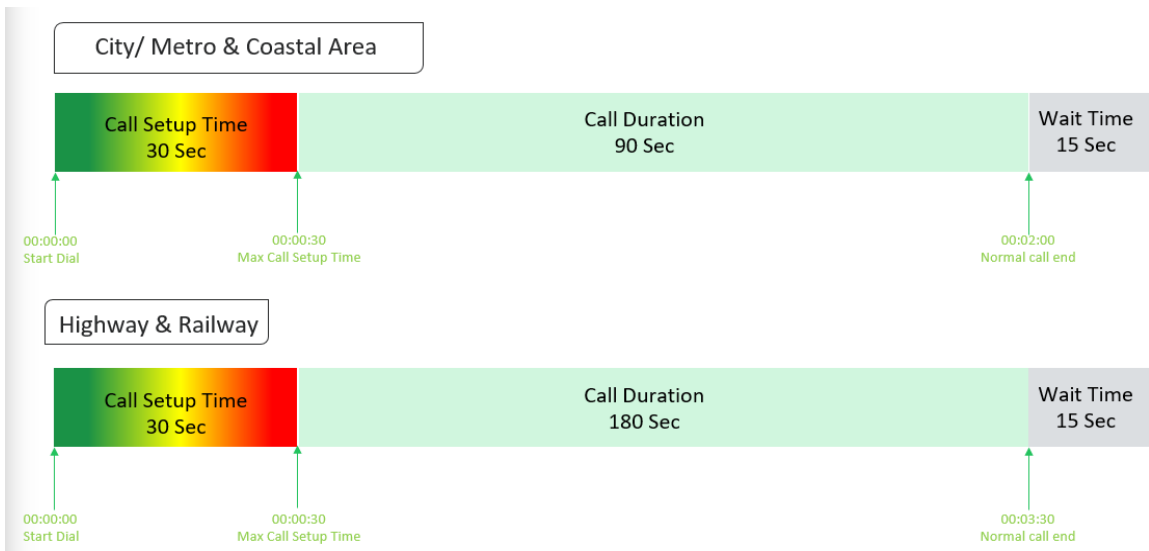 City/ Metro & Coastal Area
Call Setup Time
30 Sec
Call Duration
90 Sec
Wait Time
15 Sec
00:00:00
Start Dial
00:00:30
Max Call Setup Time
00:02:00
Normal call end
Highway & Railway
Call Setup Time
30 Sec
Call Duration
180 Sec
Wait Time
15 Sec
00:00:00
Start Dial
00:00:30
Max Call Setup Time
00:03:30
Normal call end